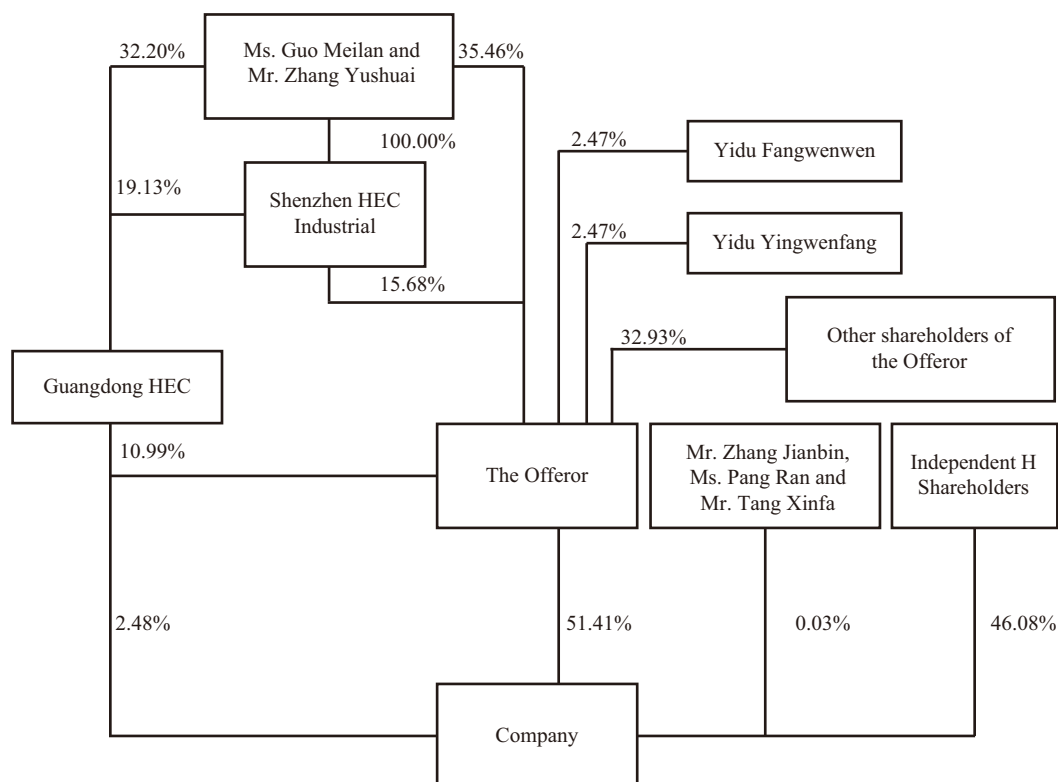 32.20%
Ms. Guo Meilan and
Mr. Zhang Yushuai
35.46%
100.00%
2.47%
Yidu Fangwenwen
19.13%
Shenzhen HEC
Industrial
2.47%
Yidu Yingwenfang
15.68%
32.93%
Other shareholders of
the Offeror
Guangdong HEC
10.99%
The Offeror
Mr. Zhang Jianbin,
Ms. Pang Ran and
Mr. Tang Xinfa
Independent H
Shareholders
2.48%
51.41%
0.03%
46.08%
Company